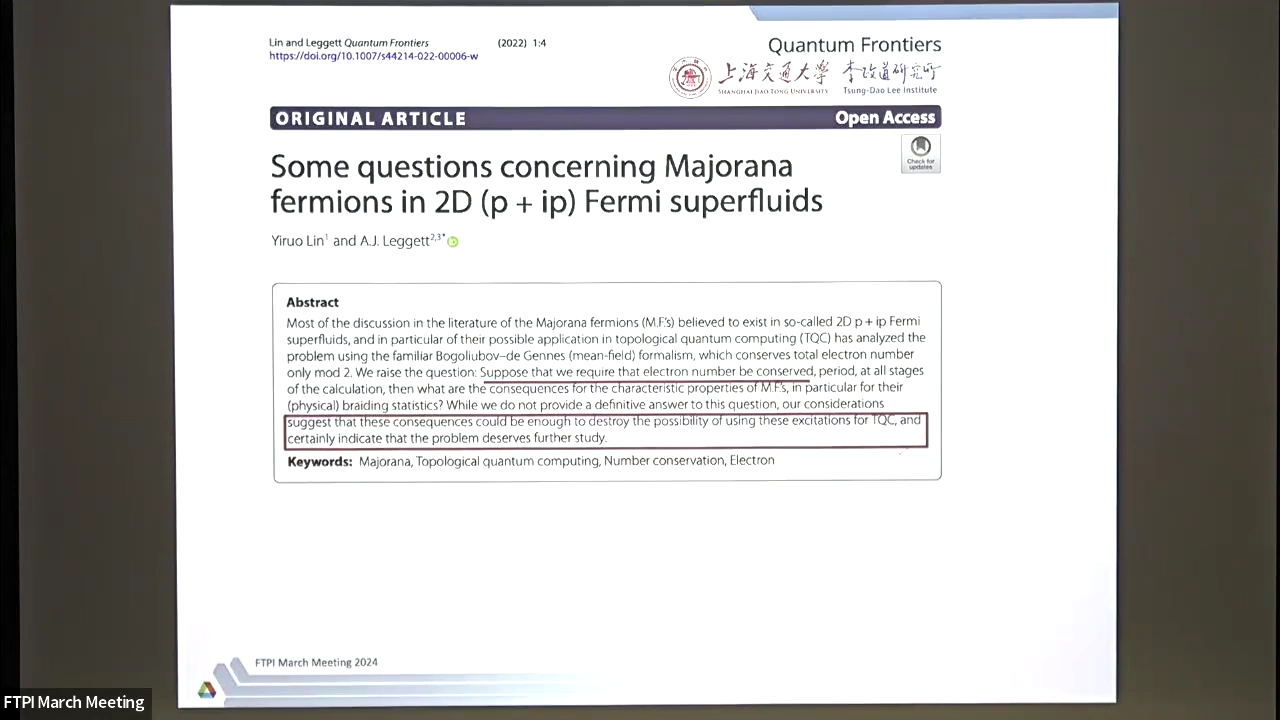 Lin and Leggett Quantum Frontiers (2022) 1:4
https://doi.org/10.1007/s44214-022-00006-w
Quantum Frontiers
上海交通大学 李政道研究所
SHANGHAI JIAO TONG UNIVERSITY Tsung-Dao Lee Institute
ORIGINAL ARTICLE Open Access
Check for
updates
Some questions concerning Majorana
fermions in 2D (p + ip) Fermi superfluids
Yiruo Lin1 and A.J. Leggett2,3*
Abstract
Most of the discussion in the literature of the Majorana fermions (M.F.'s) believed to exist in so-called 2D p + ip Fermi
superfluids, and in particular of their possible application in topological quantum computing (TQC) has analyzed the
problem using the familiar Bogoliubov–de Gennes (mean-field) formalism, which conserves total electron number
only mod 2. We raise the question: Suppose that we require that electron number be conserved, period, at all stages
of the calculation, then what are the consequences for the characteristic properties of M.F.'s, in particular for their
(physical) braiding statistics? While we do not provide a definitive answer to this question, our considerations
suggest that these consequences could be enough to destroy the possibility of using these excitations for TQC, and
certainly indicate that the problem deserves further study.
Keywords: Majorana, Topological quantum computing, Number conservation, Electron
FTPI March Meeting 2024
FTPI March Meeting